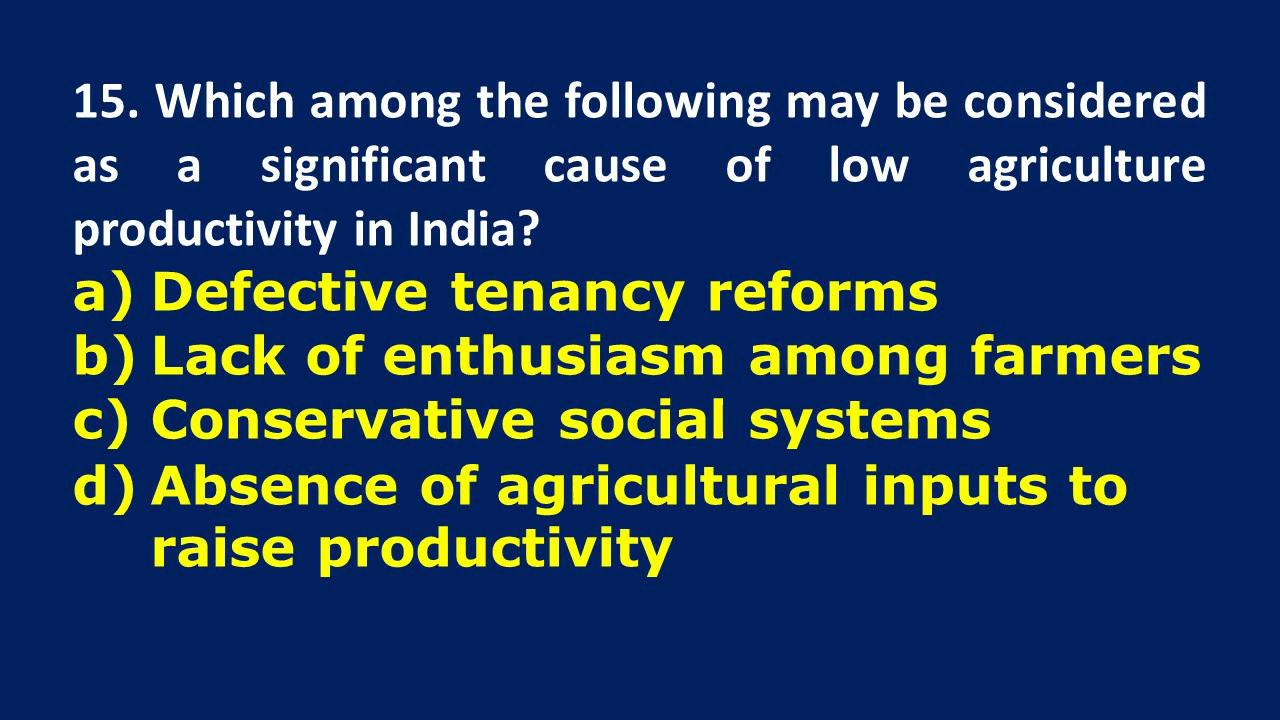 15. Which among the following may be considered
as a significant cause of low agriculture
productivity in India?
a) Defective tenancy reforms
b) Lack of enthusiasm among farmers
c) Conservative social systems
d) Absence of agricultural inputs to
raise productivity